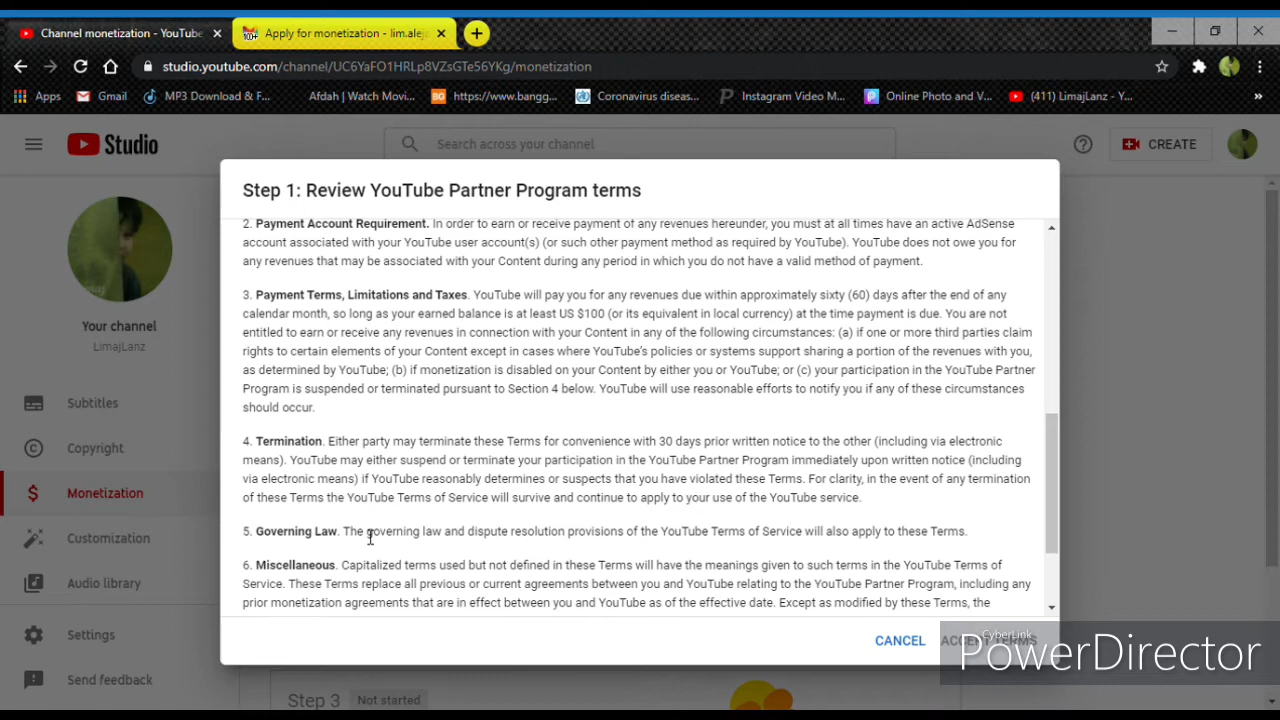 Channel monetization - YouTube
100+ Apply for monetization - lim.alej
studio.youtube.com/channel/UC6YaFO1HRLp8VZsGTe56YKg/monetization
Apps Gmail MP3 Download & F... Afdah | Watch Movi... BG https://www.bangg... Coronavirus diseas... Instagram Video M... Online Photo and V... (411) LimajLanz - Y... »
Studio
Search across your channel
CREATE
Your channel
LimajLanz
Subtitles
Copyright
Monetization
Customization
Audio library
Settings
Send feedback
Step 1: Review YouTube Partner Program terms
2. Payment Account Requirement. In order to earn or receive payment of any revenues hereunder, you must at all times have an active AdSense
account associated with your YouTube user account(s) (or such other payment method as required by YouTube). YouTube does not owe you for
any revenues that may be associated with your Content during any period in which you do not have a valid method of payment.
3. Payment Terms, Limitations and Taxes. YouTube will pay you for any revenues due within approximately sixty (60) days after the end of any
calendar month, so long as your earned balance is at least US $100 (or its equivalent in local currency) at the time payment is due. You are not
entitled to earn or receive any revenues in connection with your Content in any of the following circumstances: (a) if one or more third parties claim
rights to certain elements of your Content except in cases where YouTube's policies or systems support sharing a portion of the revenues with you,
as determined by YouTube; (b) if monetization is disabled on your Content by either you or YouTube; or (c) your participation in the YouTube Partner
Program is suspended or terminated pursuant to Section 4 below. YouTube will use reasonable efforts to notify you if any of these circumstances
should occur.
4. Termination. Either party may terminate these Terms for convenience with 30 days prior written notice to the other (including via electronic
means). YouTube may either suspend or terminate your participation in the YouTube Partner Program immediately upon written notice (including
via electronic means) if YouTube reasonably determines or suspects that you have violated these Terms. For clarity, in the event of any termination
of these Terms the YouTube Terms of Service will survive and continue to apply to your use of the YouTube service.
5. Governing Law. The governing law and dispute resolution provisions of the YouTube Terms of Service will also apply to these Terms.
6. Miscellaneous. Capitalized terms used but not defined in these Terms will have the meanings given to such terms in the YouTube Terms of
Service. These Terms replace all previous or current agreements between you and YouTube relating to the YouTube Partner Program, including any
prior monetization agreements that are in effect between you and YouTube as of the effective date. Except as modified by these Terms, the
CANCEL ACCEPT TERMS
CyberLink
PowerDirector
Step 3 Not started